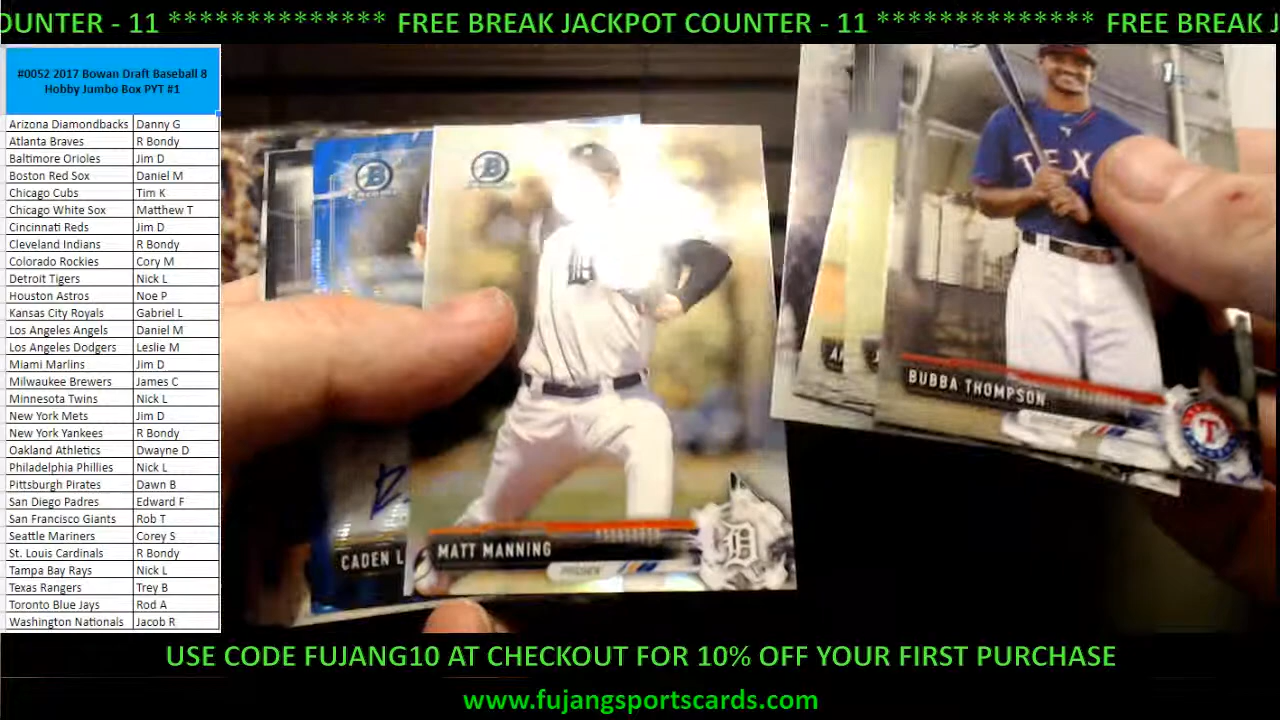 OUNTER - 11 ************** FREE BREAK JACKPOT COUNTER - 11 ************** FREE BREAK J
#0052 2017 Bowan Draft Baseball 8
Hobby Jumbo Box PYT #1
Arizona Diamondbacks Danny G
Atlanta Braves R Bondy
Baltimore Orioles Jim D
Boston Red Sox Daniel M
Chicago Cubs Tim K
Chicago White Sox Matthew T
Cincinnati Reds Jim D
Cleveland Indians R Bondy
Colorado Rockies Cory M
Detroit Tigers Nick L
Houston Astros Noe P
Kansas City Royals Gabriel L
Los Angeles Angels Daniel M
Los Angeles Dodgers Leslie M
Miami Marlins Jim D
Milwaukee Brewers James C
Minnesota Twins Nick L
New York Mets Jim D
New York Yankees R Bondy
Oakland Athletics Dwayne D
Philadelphia Phillies Nick L
Pittsburgh Pirates Dawn B
San Diego Padres Edward F
San Francisco Giants Rob T
Seattle Mariners Corey S
St. Louis Cardinals R Bondy
Tampa Bay Rays Nick L
Texas Rangers Trey B
Toronto Blue Jays Rod A
Washington Nationals Jacob R
B
B
D
MATT MANNING
PITCHER
D
CADEN L
1st
TEX
BUBBA THOMPSON
T
USE CODE FUJANG10 AT CHECKOUT FOR 10% OFF YOUR FIRST PURCHASE
www.fujangsportscards.com